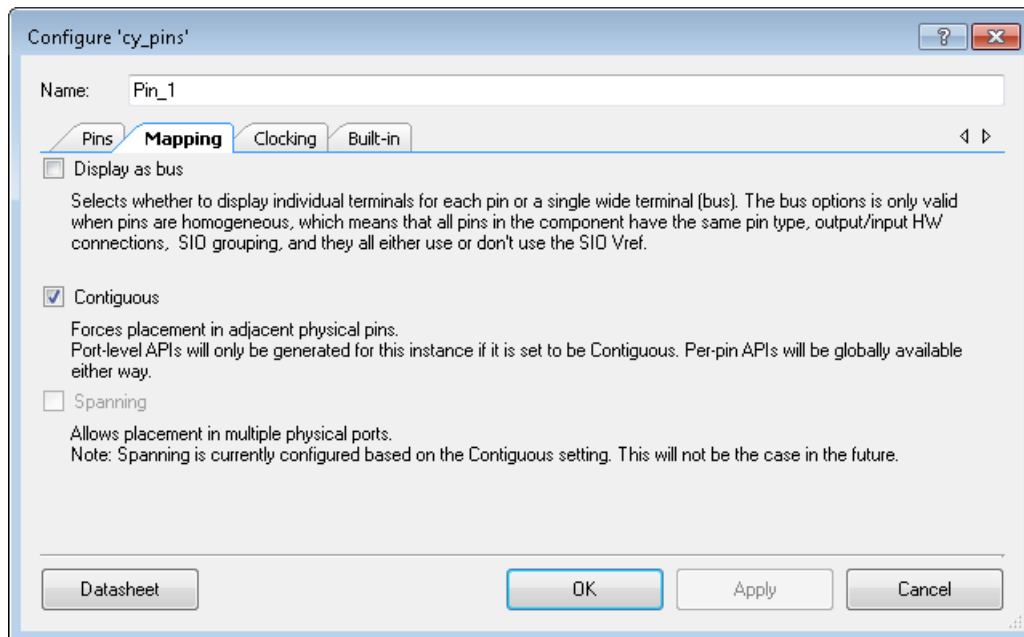 Configure 'cy_pins'
Name: Pin_1
Pins Mapping Clocking Built-in
Display as bus
Selects whether to display individual terminals for each pin or a single wide terminal (bus). The bus options is only valid
when pins are homogeneous, which means that all pins in the component have the same pin type, output/input HW
connections, SIO grouping, and they all either use or don't use the SIO Vref.
Contiguous
Forces placement in adjacent physical pins.
Port-level APIs will only be generated for this instance if it is set to be Contiguous. Per-pin APIs will be globally available
either way.
Spanning
Allows placement in multiple physical ports.
Note: Spanning is currently configured based on the Contiguous setting. This will not be the case in the future.
Datasheet OK Apply Cancel